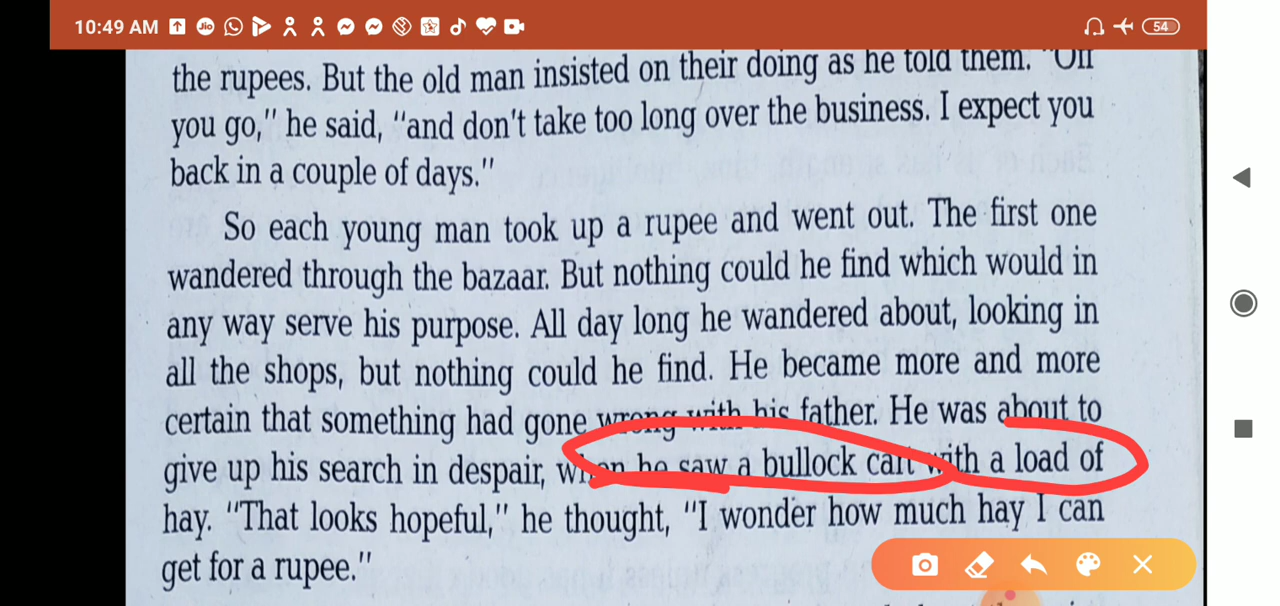 10:49 AM
Jio
54
the rupees. But the old man insisted on their doing as he told them. "Off
you go," he said, "and don't take too long over the business. I expect you
back in a couple of days."
So each young man took up a rupee and went out. The first one
wandered through the bazaar. But nothing could he find which would in
any way serve his purpose. All day long he wandered about, looking in
all the shops, but nothing could he find. He became more and more
certain that something had gone wrong with his father. He was about to
give up his search in despair, when he saw a bullock cart with a load of
hay. "That looks hopeful," he thought, "I wonder how much hay I can
get for a rupee."